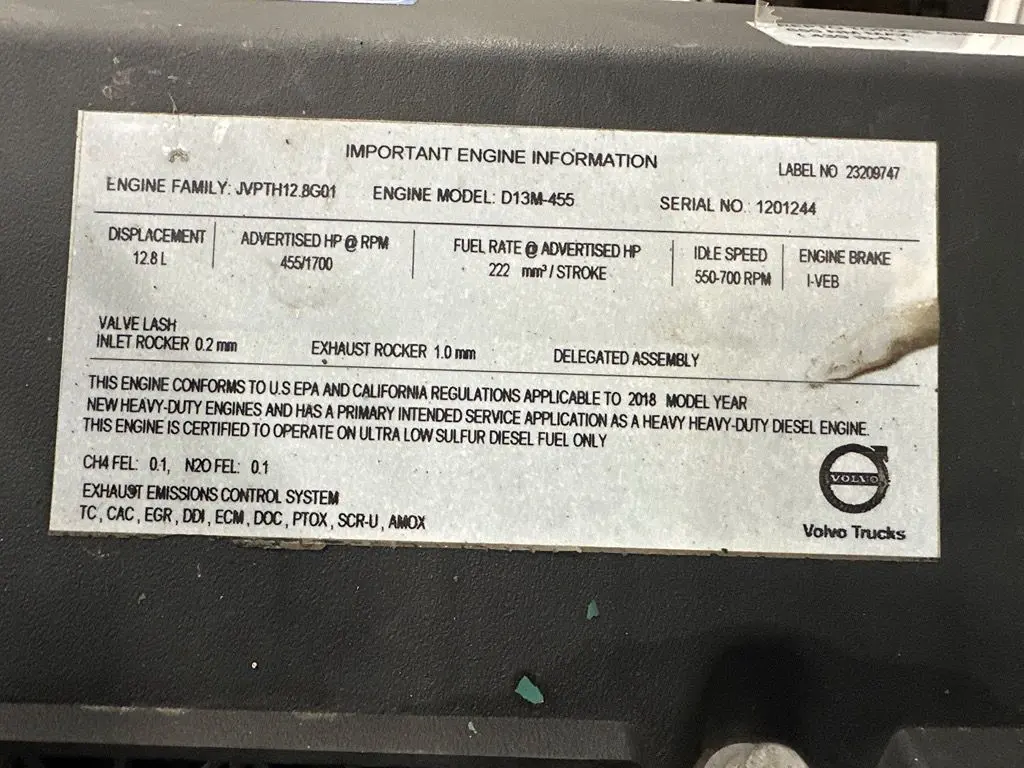 IMPORTANT ENGINE INFORMATION
LABEL NO 23209747
ENGINE FAMILY: JVPTH12.8G01 ENGINE MODEL: D13M-455 SERIAL NO.: 1201244
DISPLACEMENT ADVERTISED HP @ RPM FUEL RATE @ ADVERTISED HP IDLE SPEED ENGINE BRAKE
12.8 L 455/1700 222 mm³ / STROKE 550-700 RPM I-VEB
VALVE LASH
INLET ROCKER 0.2 mm EXHAUST ROCKER 1.0 mm DELEGATED ASSEMBLY
THIS ENGINE CONFORMS TO U.S EPA AND CALIFORNIA REGULATIONS APPLICABLE TO 2018 MODEL YEAR
NEW HEAVY-DUTY ENGINES AND HAS A PRIMARY INTENDED SERVICE APPLICATION AS A HEAVY HEAVY-DUTY DIESEL ENGINE.
THIS ENGINE IS CERTIFIED TO OPERATE ON ULTRA LOW SULFUR DIESEL FUEL ONLY
CH4 FEL: 0.1, N2O FEL: 0.1
EXHAUST EMISSIONS CONTROL SYSTEM
TC, CAC, EGR, DDI, ECM, DOC, PTOX, SCR-U, AMOX
VOLVO
Volvo Trucks